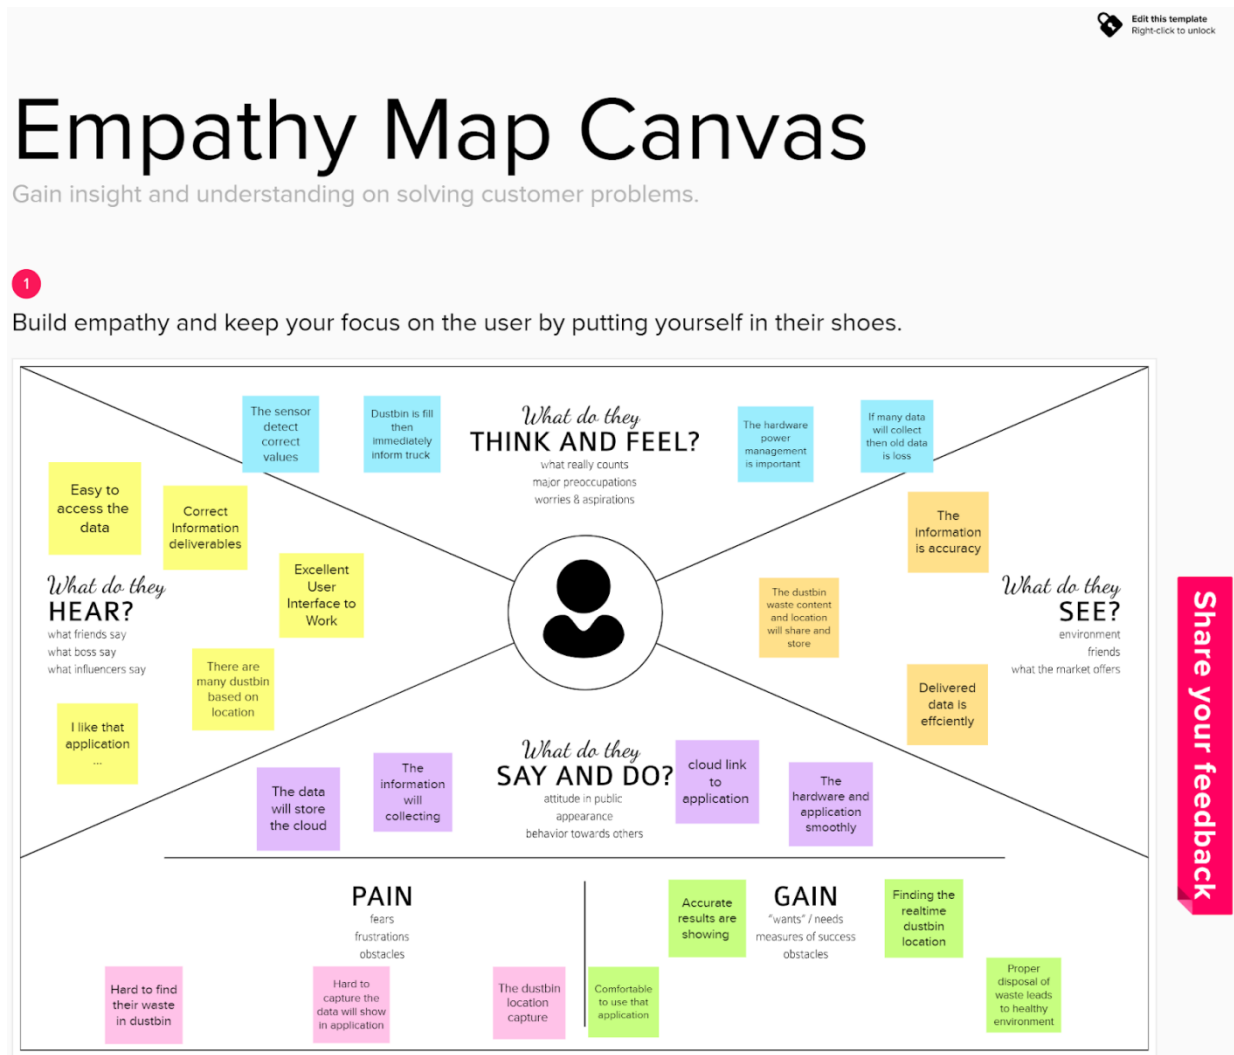 Edit this template
Right-click to unlock
Empathy Map Canvas
Gain insight and understanding on solving customer problems.
1
Build empathy and keep your focus on the user by putting yourself in their shoes.
What do they
THINK AND FEEL?
what really counts
major preoccupations
worries & aspirations
The sensor
detect
correct
values
Dustbin is fill
then
immediately
inform truck
The hardware
power
management
is important
If many data
will collect
then old data
is loss
Easy to
access the
data
Correct
Information
deliverables
Excellent
User
Interface to
Work
What do they
HEAR?
what friends say
what boss say
what influencers say
There are
many dustbin
based on
location
I like that
application
...
The
information
is accuracy
The dustbin
waste content
and location
will share and
store
What do they
SEE?
environment
friends
what the market offers
Delivered
data is
effciently
What do they
SAY AND DO?
attitude in public
appearance
behavior towards others
The data
will store
the cloud
The
information
will
collecting
cloud link
to
application
The
hardware and
application
smoothly
PAIN
fears
frustrations
obstacles
Hard to find
their waste
in dustbin
Hard to
capture the
data will show
in application
The dustbin
location
capture
GAIN
"wants" / needs
measures of success
obstacles
Accurate
results are
showing
Finding the
realtime
dustbin
location
Comfortable
to use that
application
Proper
disposal of
waste leads
to healthy
environment
Share your feedback